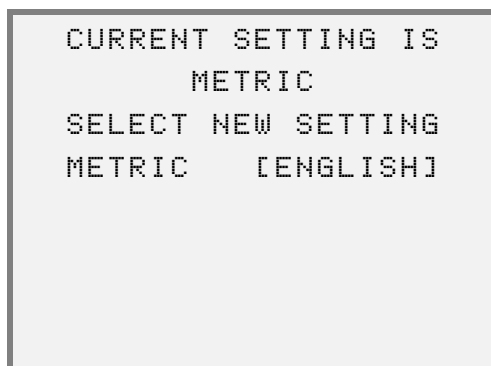 CURRENT SETTING IS
METRIC
SELECT NEW SETTING
METRIC [ENGLISH]